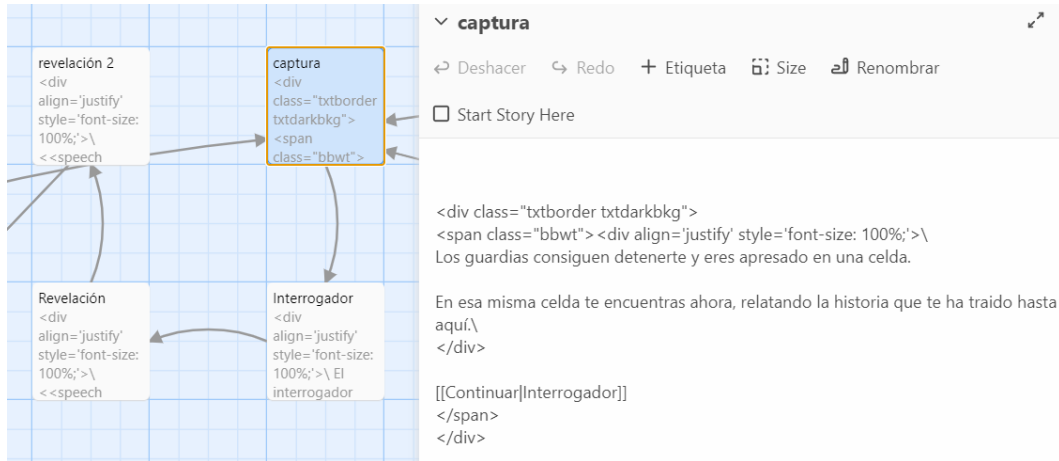 revelación 2
<div
align='justify'
style='font-size:
100%;'>\
<<speech
captura
<div
class="txtborder
txtdarkbkg">
<span
class="bbwt">
Revelación
<div
align='justify'
style='font-size:
100%;'>\
<<speech
Interrogador
<div
align='justify'
style='font-size:
100%;'>\ El
interrogador
captura
Deshacer Redo + Etiqueta Size Renombrar
Start Story Here
<div class="txtborder txtdarkbkg">
<span class="bbwt"><div align='justify' style='font-size: 100%;'>\
Los guardias consiguen detenerte y eres apresado en una celda.
En esa misma celda te encuentras ahora, relatando la historia que te ha traido hasta
aquí.\
</div>
[[Continuar|Interrogador]]
</span>
</div>